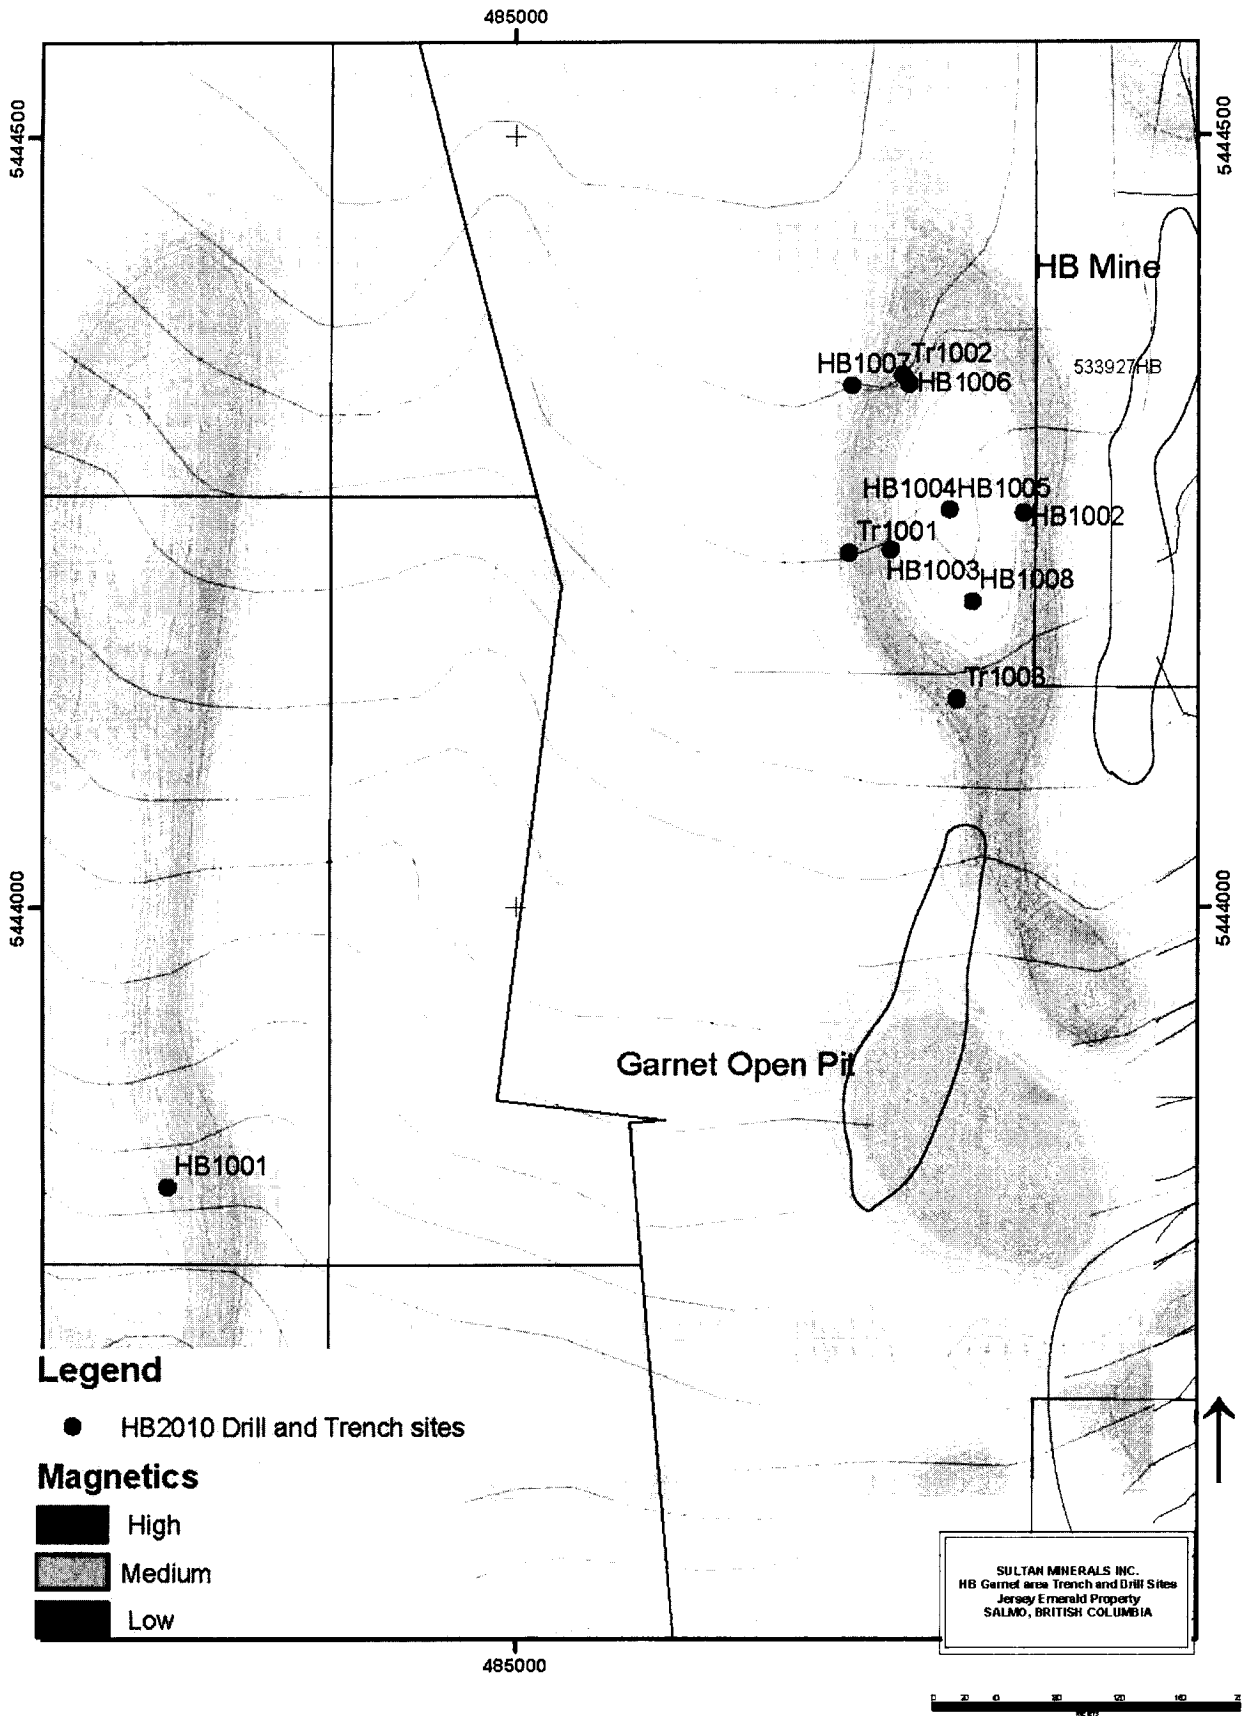 485000
5444500
5444500
HB Mine
Tr1002
HB1007
533927HB
HB1006
HB1004HB1005
HB1002
Tr1001
HB1003
HB1008
Tr1003
5444000
5444000
Garnet Open Pit
HB1001
Legend
HB2010 Drill and Trench sites
Magnetics
High
Medium
Low
SULTAN MINERALS INC.
HB Garnet area Trench and Drill Sites
Jersey Emerald Property
SALMO, BRITISH COLUMBIA
485000